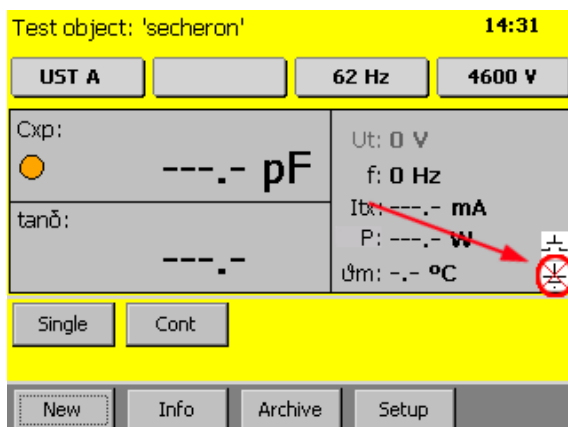 Test object: 'secheron' 14:31
UST A 62 Hz 4600 V
Cxp:
---.- pF
tanδ:
---.-
Ut: 0 V
f: 0 Hz
Itx: ---.- mA
P: ---.- W
ϑm: -.- ºC
Single Cont
New Info Archive Setup